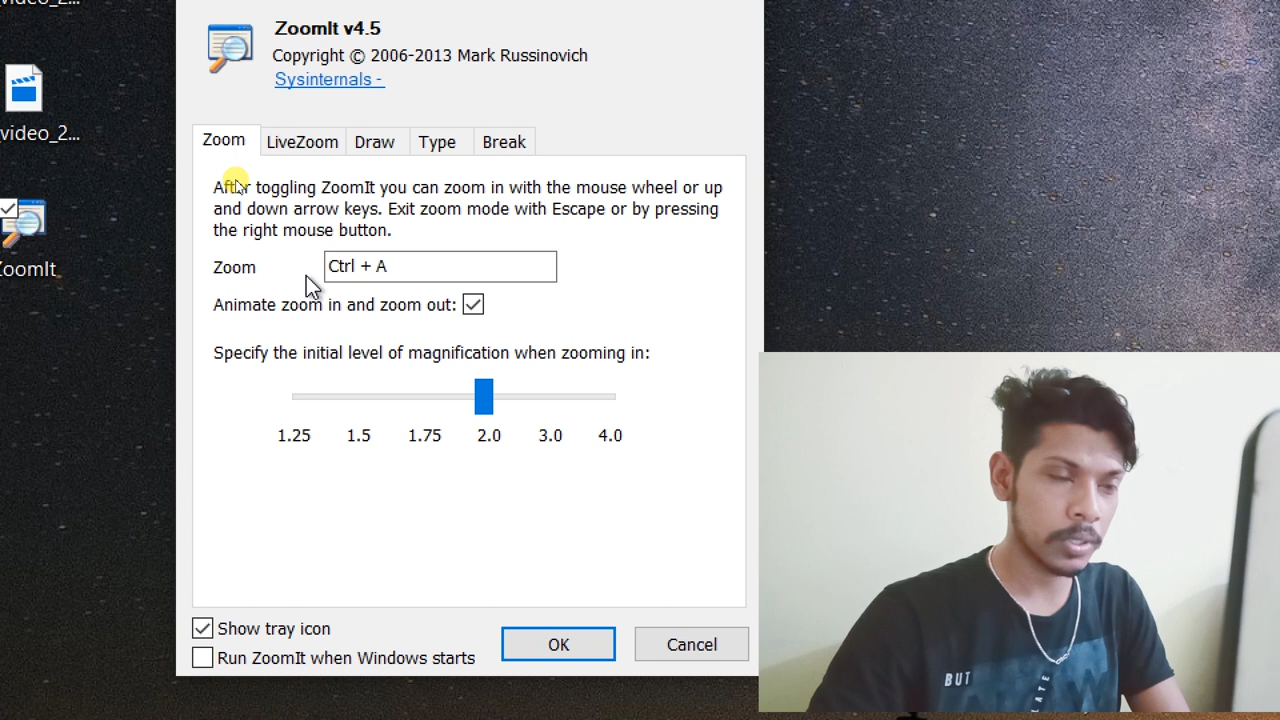 video_2...
ZoomIt v4.5
Copyright © 2006-2013 Mark Russinovich
Sysinternals -
video_2...
Zoom
LiveZoom
Draw
Type
Break
After toggling ZoomIt you can zoom in with the mouse wheel or up
and down arrow keys. Exit zoom mode with Escape or by pressing
the right mouse button.
ZoomIt
Zoom
Ctrl + A
Animate zoom in and zoom out:
Specify the initial level of magnification when zooming in:
1.25 1.5 1.75 2.0 3.0 4.0
Show tray icon
Run ZoomIt when Windows starts
OK
Cancel
BUT
LATE